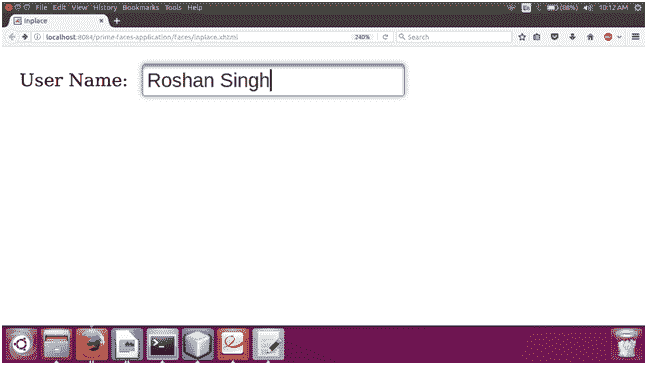 File Edit View History Bookmarks Tools Help
En (88%) 10:12 AM
Inplace × +
localhost:8084/prime-faces-application/faces/inplace.xhtml 240% Search
User Name: Roshan Singh